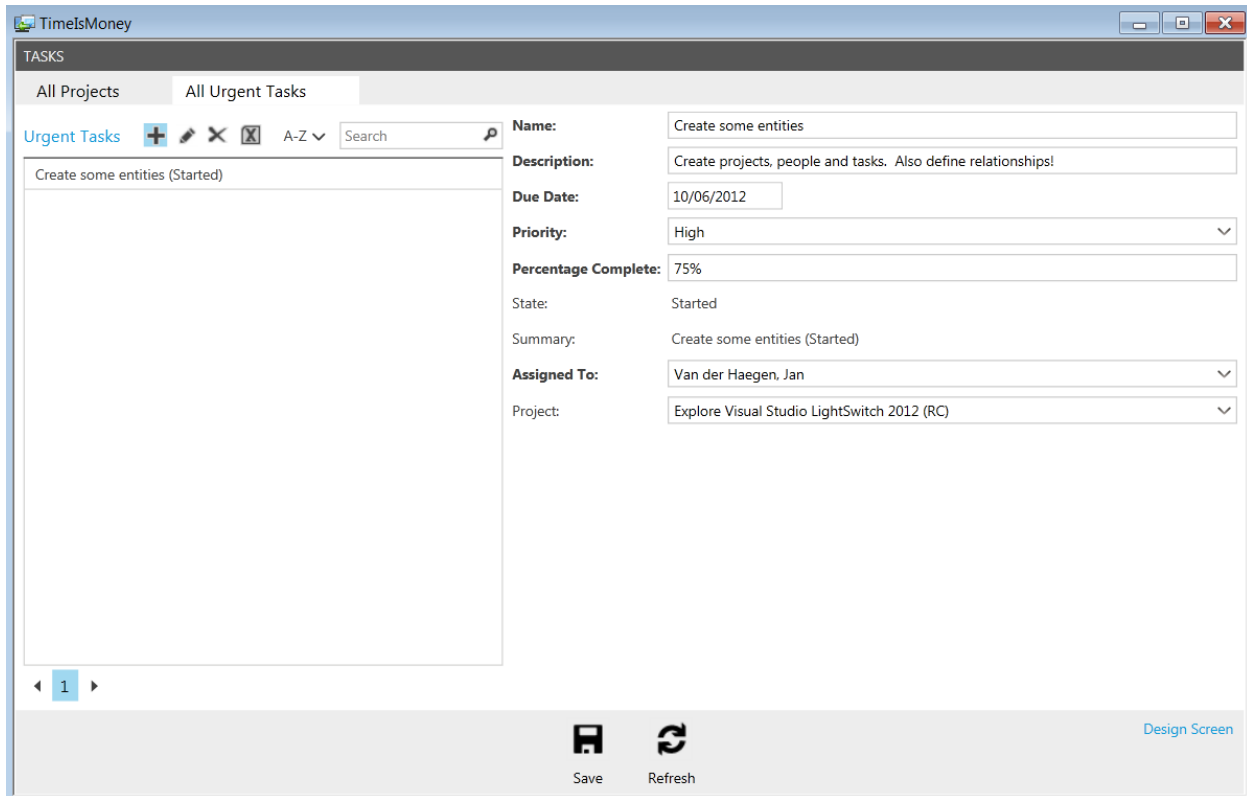 TimeIsMoney
TASKS
All Projects All Urgent Tasks
Urgent Tasks A-Z Search
Create some entities (Started)
Name: Create some entities
Description: Create projects, people and tasks.  Also define relationships!
Due Date: 10/06/2012
Priority: High
Percentage Complete: 75%
State: Started
Summary: Create some entities (Started)
Assigned To: Van der Haegen, Jan
Project: Explore Visual Studio LightSwitch 2012 (RC)
1
Design Screen
Save Refresh